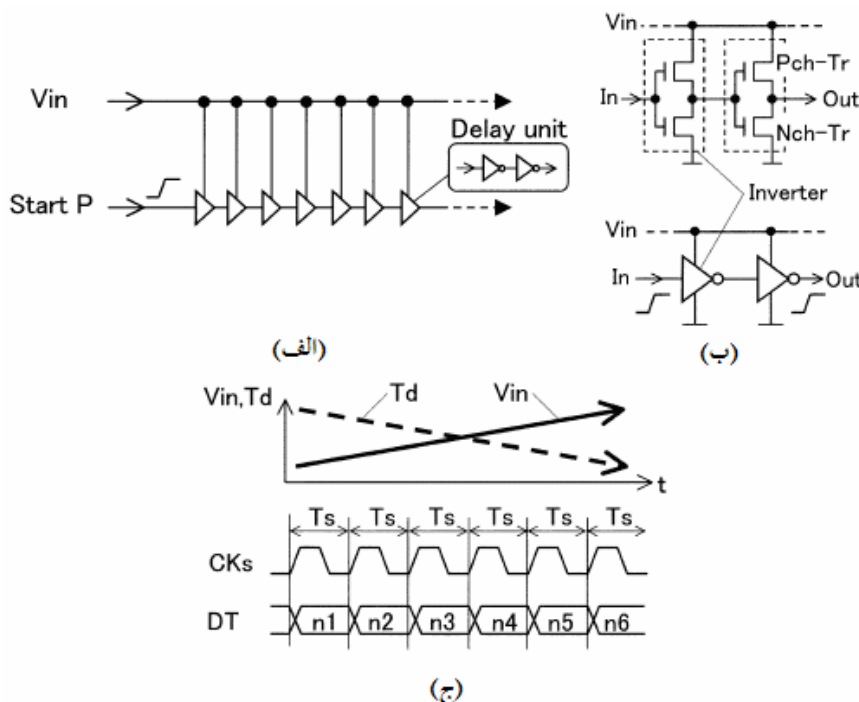 Vin
Delay unit
Start P
(الف)
Vin
Pch-Tr
In
Out
Nch-Tr
Inverter
Vin
In
Out
(ب)
Vin,Td
Td
Vin
t
Ts Ts Ts Ts Ts Ts
CKs
DT n1 n2 n3 n4 n5 n6
(ج)